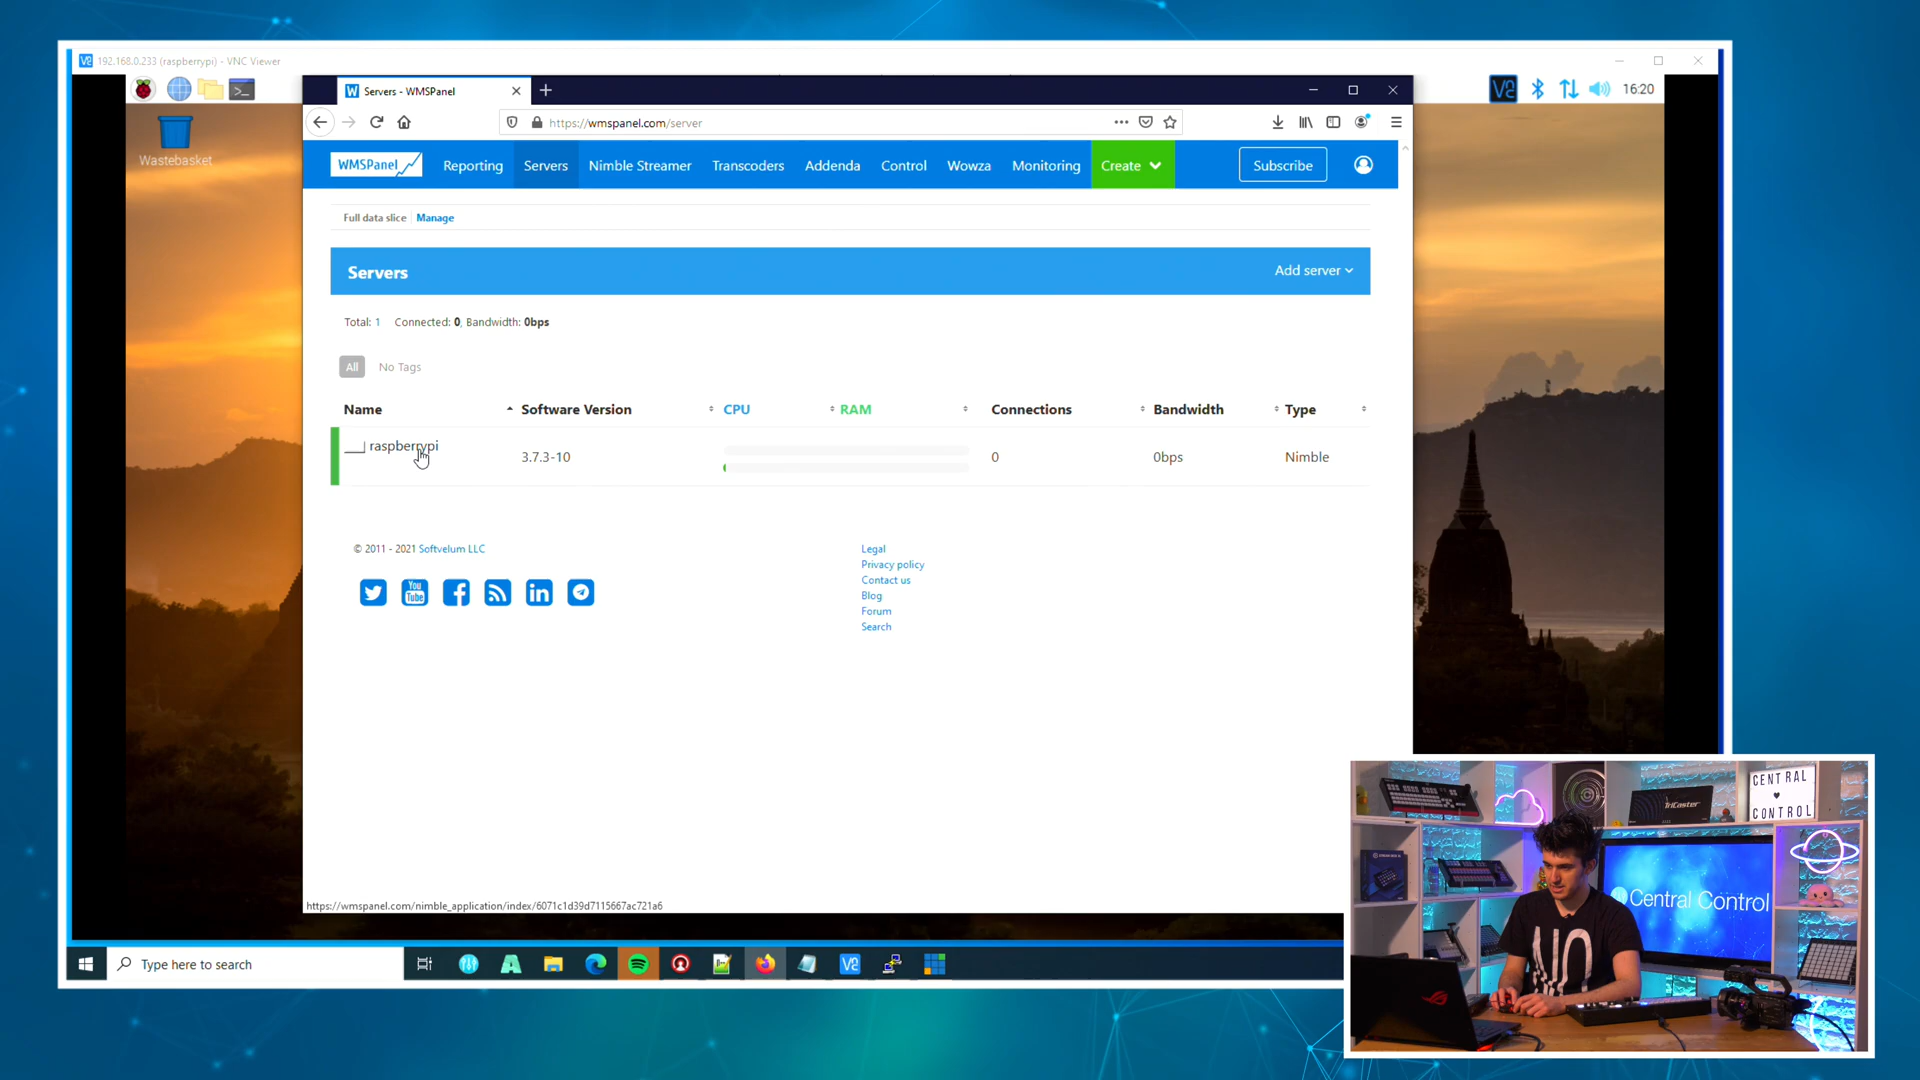 192.168.0.233 (raspberrypi) - VNC Viewer
16:20
Wastebasket
Servers - WMSPanel
https://wmspanel.com/server
WMSPanel Reporting Servers Nimble Streamer Transcoders Addenda Control Wowza Monitoring Create Subscribe
Full data slice Manage
Servers Add server
Total: 1 Connected: 0, Bandwidth: 0bps
All No Tags
Name Software Version CPU RAM Connections Bandwidth Type
raspberrypi 3.7.3-10 0 0bps Nimble
© 2011 - 2021 Softvelum LLC
You Tube
Legal
Privacy policy
Contact us
Blog
Forum
Search
https://wmspanel.com/nimble_application/index/6071c1d39d7115667ac721a6
Type here to search
CENTRAL
CONTROL
TriCaster
Central Control